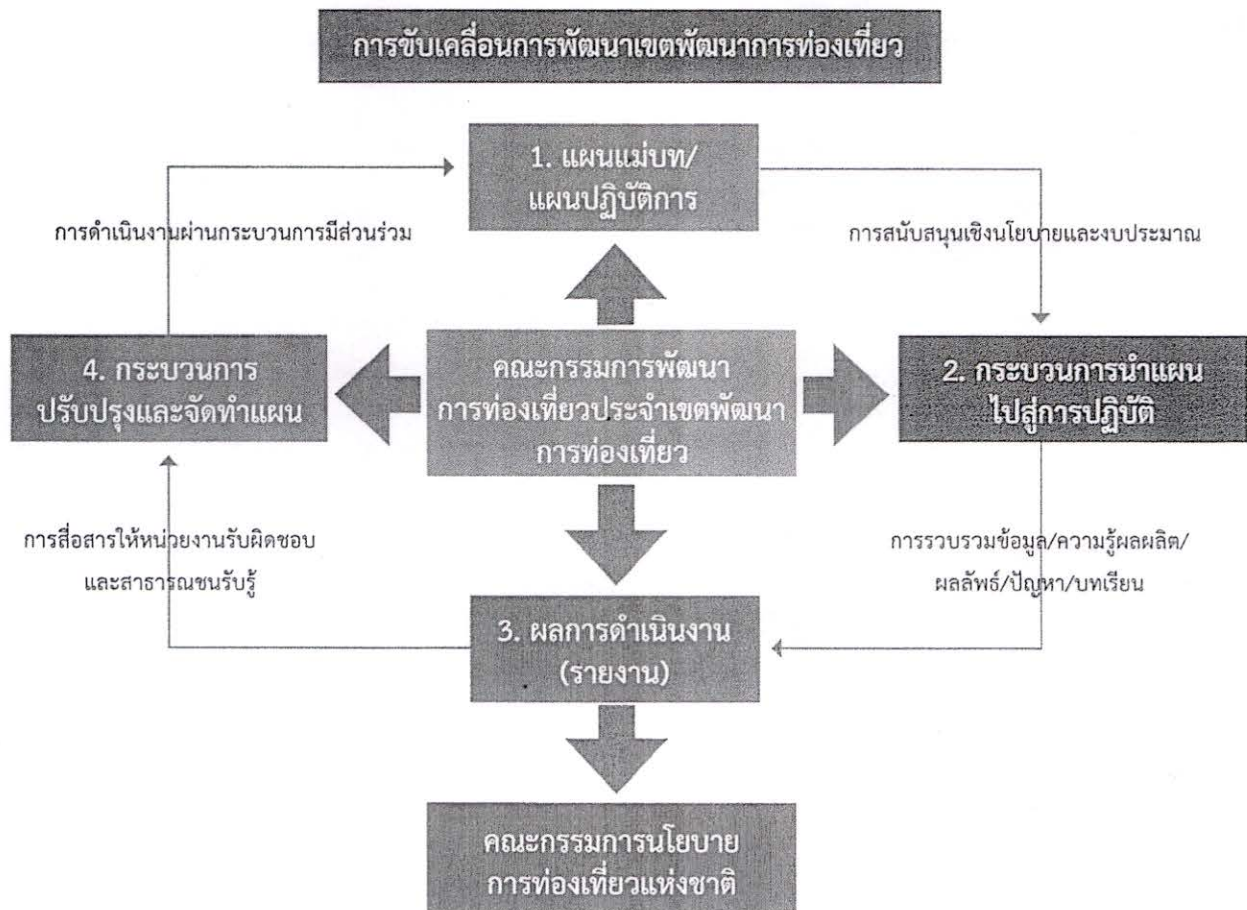 การขับเคลื่อนการพัฒนาเขตพัฒนาการท่องเที่ยว
1. แผนแม่บท/
แผนปฏิบัติการ
การดำเนินงานผ่านกระบวนการมีส่วนร่วม
การสนับสนุนเชิงนโยบายและงบประมาณ
4. กระบวนการ
ปรับปรุงและจัดทำแผน
คณะกรรมการพัฒนา
การท่องเที่ยวประจำเขตพัฒนา
การท่องเที่ยว
2. กระบวนการนำแผน
ไปสู่การปฏิบัติ
การสื่อสารให้หน่วยงานรับผิดชอบ
และสาธารณชนรับรู้
การรวบรวมข้อมูล/ความรู้ผลผลิต/
ผลลัพธ์/ปัญหา/บทเรียน
3. ผลการดำเนินงาน
(รายงาน)
คณะกรรมการนโยบาย
การท่องเที่ยวแห่งชาติ